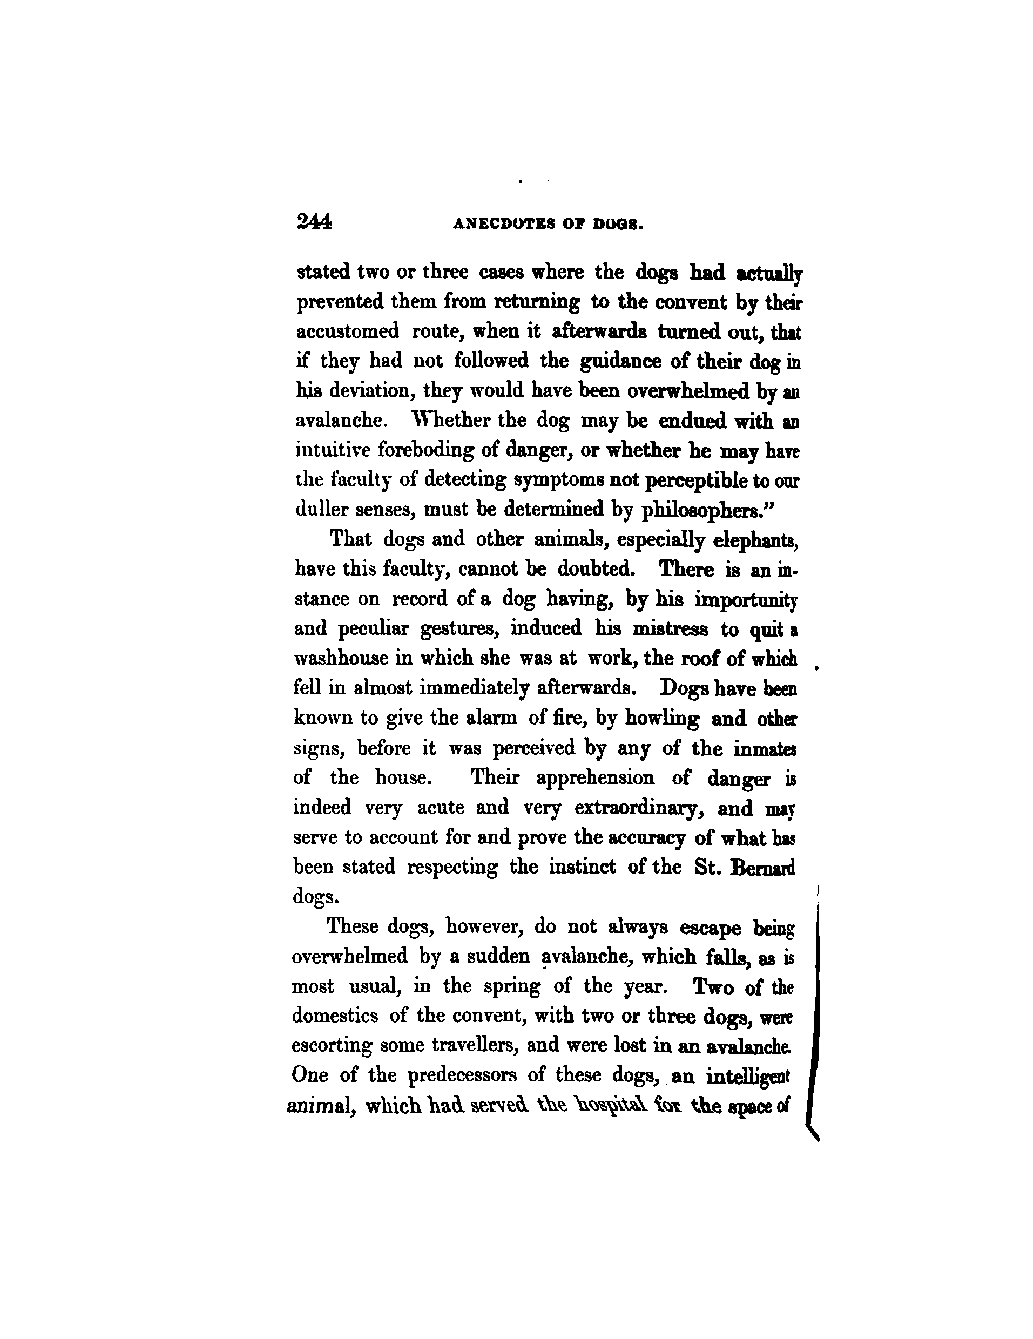 244 ANECDOTES OF DOGS.
stated two or three cases where the dogs had actually
prevented them from returning to the convent by their
accustomed route, when it afterwards turned out, that
if they had not followed the guidance of their dog in
his deviation, they would have been overwhelmed by an
avalanche. Whether the dog may be endued with an
intuitive foreboding of danger, or whether he may have
the faculty of detecting symptoms not perceptible to our
duller senses, must be determined by philosophers."
That dogs and other animals, especially elephants,
have this faculty, cannot be doubted. There is an in-
stance on record of a dog having, by his importunity
and peculiar gestures, induced his mistress to quit a
washhouse in which she was at work, the roof of which
fell in almost immediately afterwards. Dogs have been
known to give the alarm of fire, by howling and other
signs, before it was perceived by any of the inmates
of the house. Their apprehension of danger is
indeed very acute and very extraordinary, and may
serve to account for and prove the accuracy of what has
been stated respecting the instinct of the St. Bernard
dogs.
These dogs, however, do not always escape being
overwhelmed by a sudden avalanche, which falls, as is
most usual, in the spring of the year. Two of the
domestics of the convent, with two or three dogs, were
escorting some travellers, and were lost in an avalanche.
One of the predecessors of these dogs, an intelligent
animal, which had served the hospital for the space of